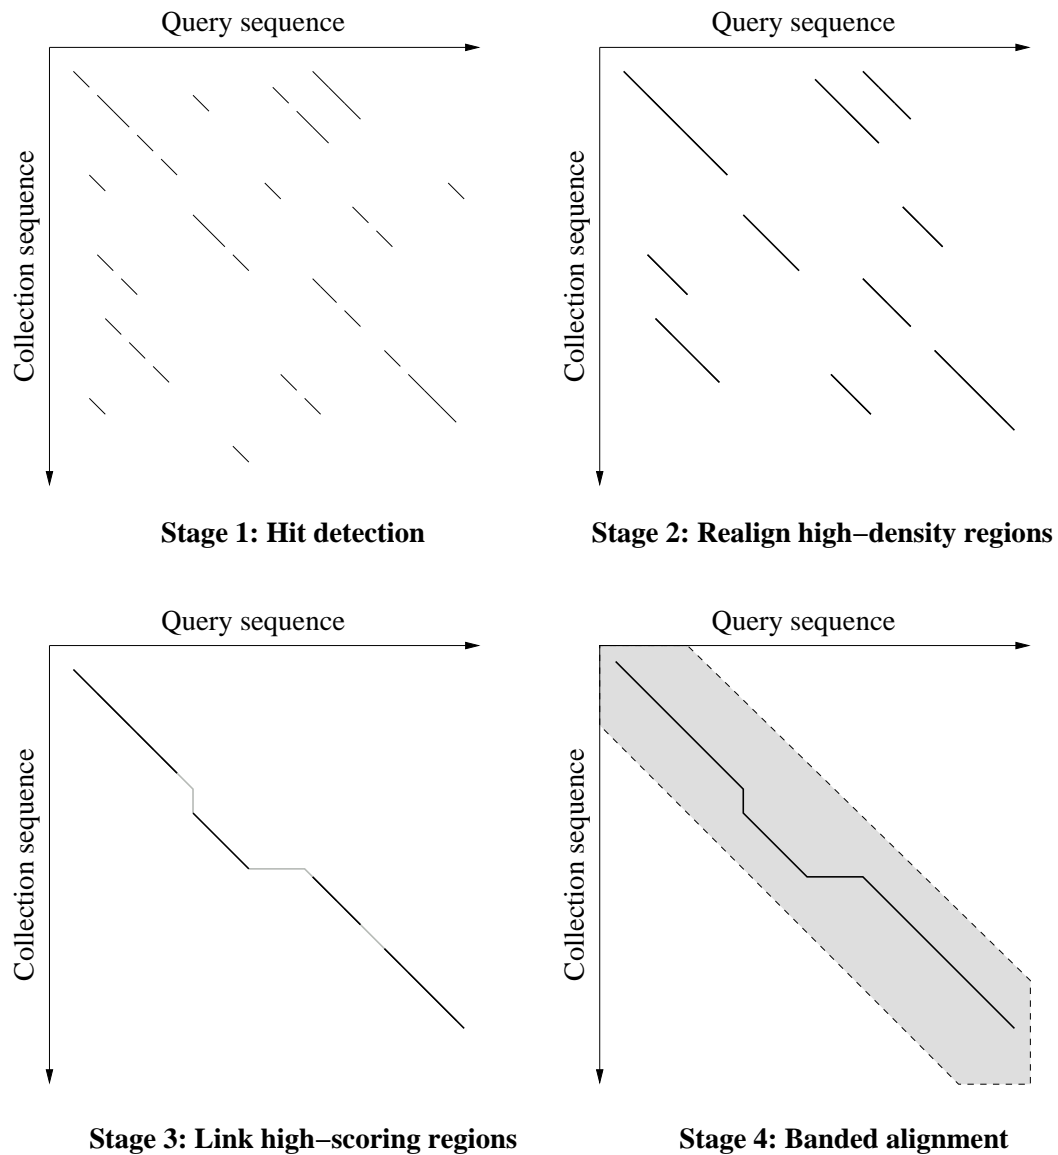 Query sequence
Collection sequence
Stage 1: Hit detection
Query sequence
Collection sequence
Stage 2: Realign high−density regions
Query sequence
Collection sequence
Stage 3: Link high−scoring regions
Query sequence
Collection sequence
Stage 4: Banded alignment